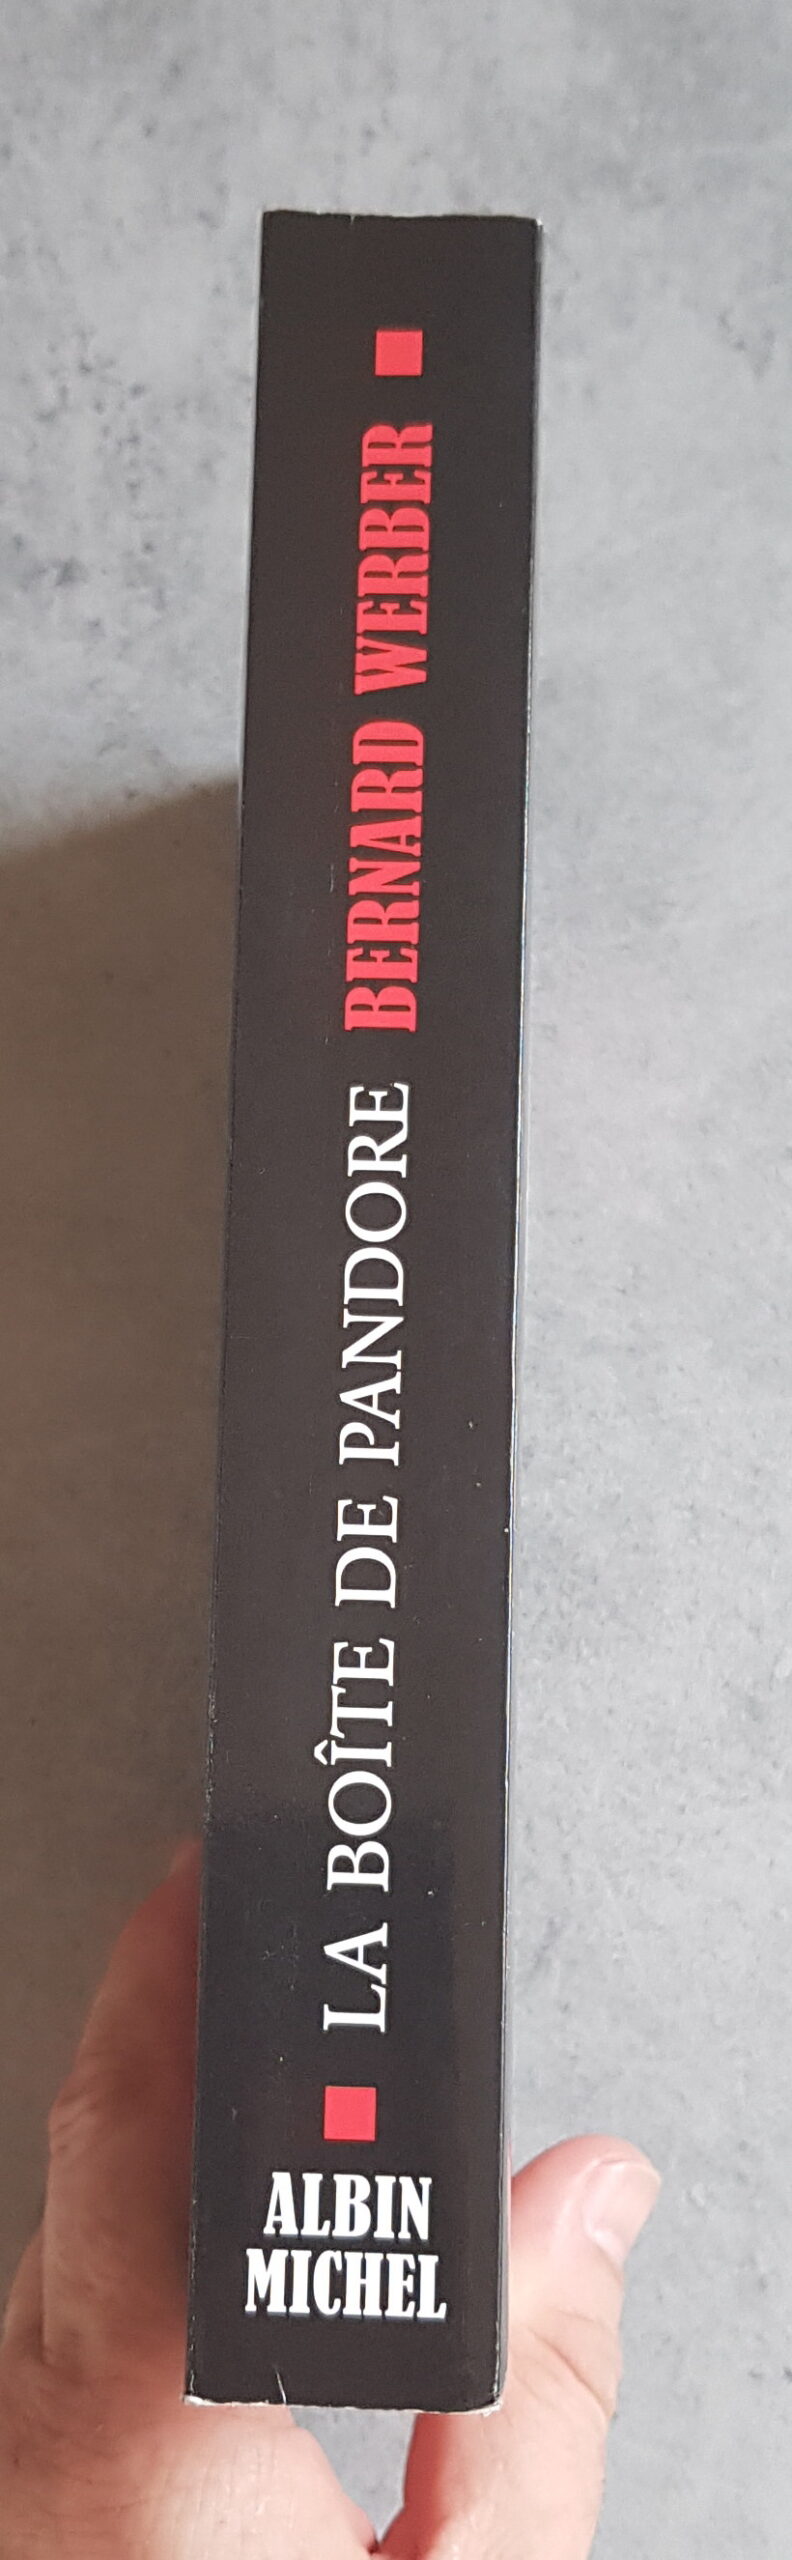 LA BOÎTE DE PANDORE BERNARD WERBER
ALBIN
MICHEL